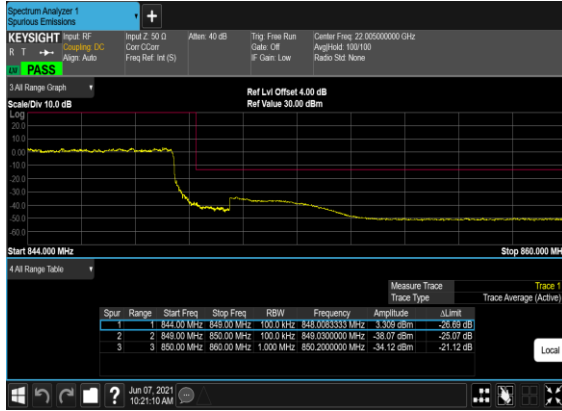 Spectrum Analyzer 1
Spurious Emissions
KEYSIGHT Input: RF Input Z: 50 Ω Atten: 40 dB Trig: Free Run Center Freq: 22.005000000 GHz
R T Coupling: DC Corr CCorr Gate: Off Avg|Hold: 100/100
Align: Auto Freq Ref: Int (S) IF Gain: Low Radio Std: None
PASS
3 All Range Graph
Ref Lvl Offset 4.00 dB
Scale/Div 10.0 dB Ref Value 30.00 dBm
Log
20.0
10.0
0.00
-10.0
-20.0
-30.0
-40.0
-50.0
-60.0
Start 844.000 MHz Stop 860.000 MHz
4 All Range Table
Measure Trace Trace 1
Trace Type Trace Average (Active)
Spur Range Start Freq Stop Freq RBW Frequency Amplitude ΔLimit
1 1 844.00 MHz 849.00 MHz 100.0 kHz 848.0083333 MHz 3.309 dBm -26.69 dB
2 2 849.00 MHz 850.00 MHz 100.0 kHz 849.0300000 MHz -38.07 dBm -25.07 dB
3 3 850.00 MHz 860.00 MHz 1.000 MHz 850.2000000 MHz -34.12 dBm -21.12 dB
Local
Jun 07, 2021
10:21:10 AM